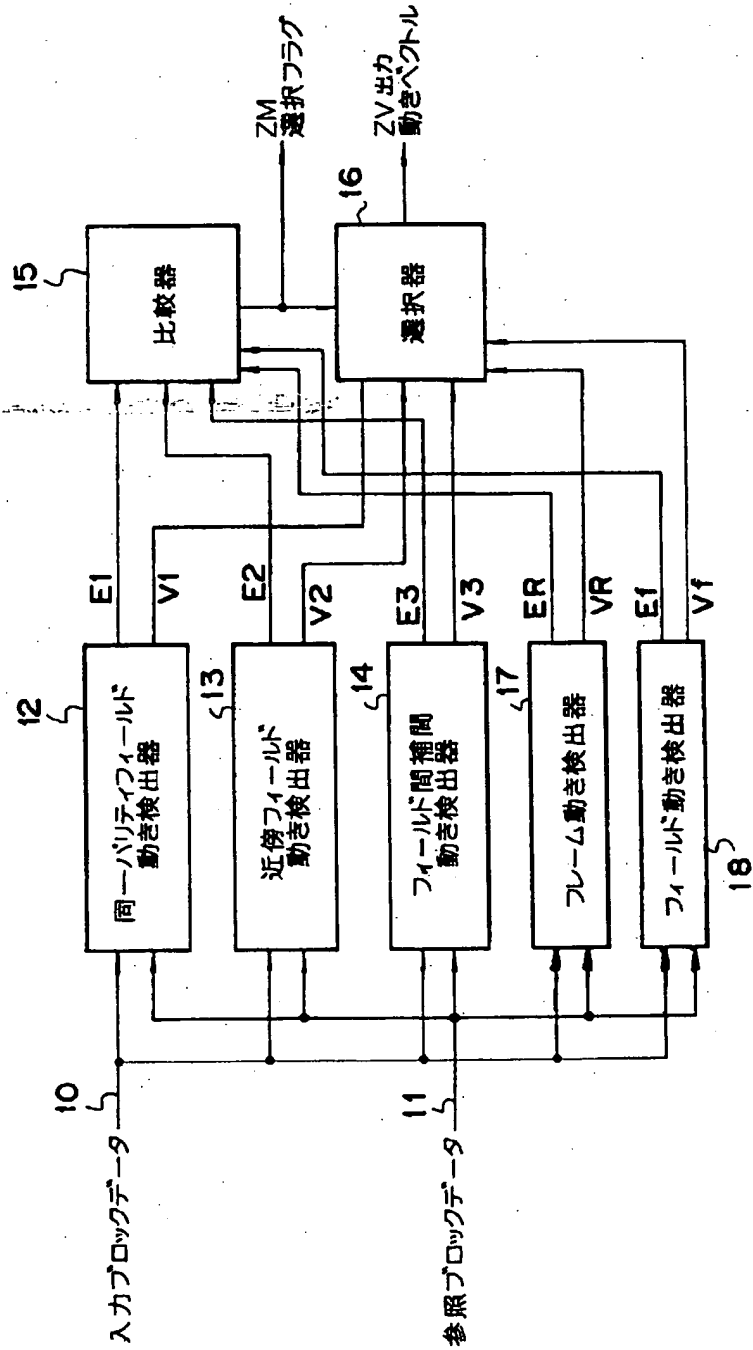 入力ブロックデータ
10
参照ブロックデータ
11
12
同一パリティフィールド
動き検出器
E1
V1
13
近傍フィールド
動き検出器
E2
V2
14
フィールド間補間
動き検出器
E3
V3
17
フレーム動き検出器
ER
VR
フィールド動き検出器
18
Ef
Vf
15
比較器
ZM
選択フラグ
16
選択器
ZV出力
動きベクトル